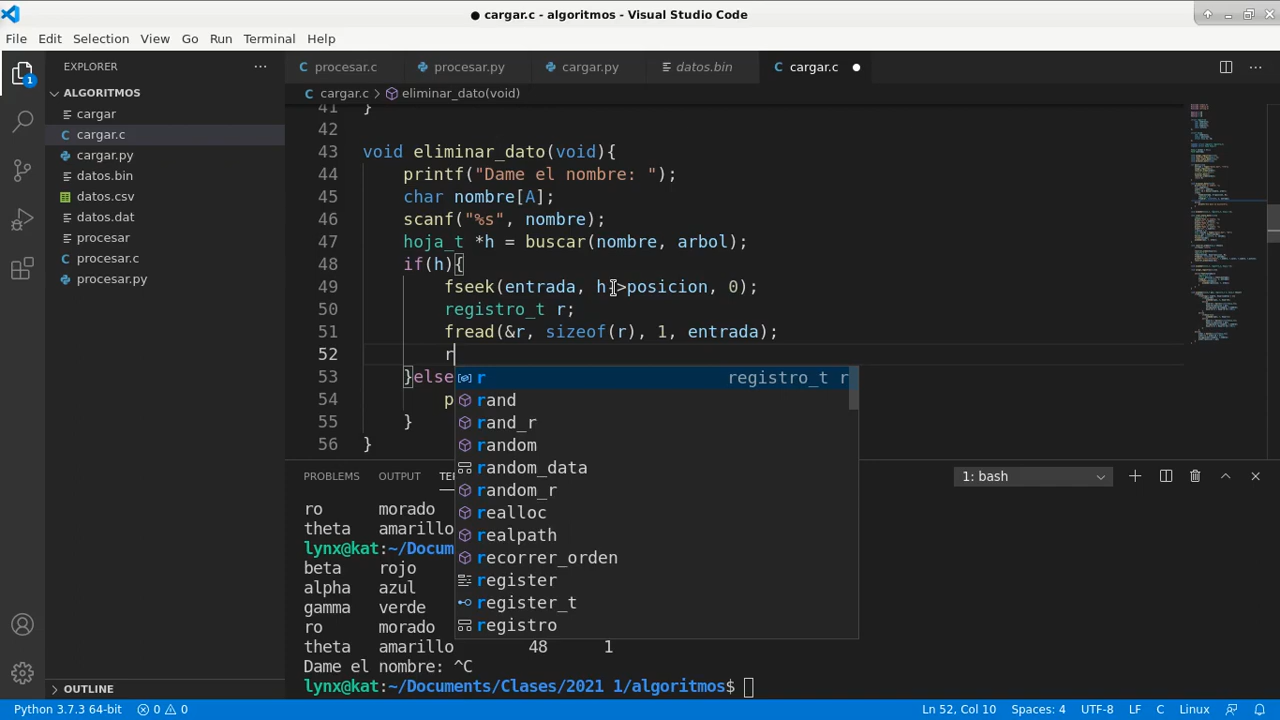 ● cargar.c - algoritmos - Visual Studio Code
File Edit Selection View Go Run Terminal Help
EXPLORER ···
procesar.c procesar.py cargar.py datos.bin cargar.c ●
1
ALGORITMOS
cargar.c > eliminar_dato(void)
cargar
C cargar.c
cargar.py
datos.bin
datos.csv
datos.dat
procesar
C procesar.c
procesar.py
41 }
42
43 void eliminar_dato(void){
44 printf("Dame el nombre: ");
45 char nombre[A];
46 scanf("%s", nombre);
47 hoja_t *h = buscar(nombre, arbol);
48 if(h){
49 fseek(entrada, h->posicion, 0);
50 registro_t r;
51 fread(&r, sizeof(r), 1, entrada);
52 r
53 }else
54 p
55 }
56 }
r registro_t r
rand
rand_r
random
random_data
random_r
realloc
realpath
recorrer_orden
register
register_t
registro
PROBLEMS OUTPUT TE 1: bash
ro morado
theta amarillo
lynx@kat:~/Docum
beta rojo
alpha azul
gamma verde
ro morado
theta amarillo 48 1
Dame el nombre: ^C
lynx@kat:~/Documents/Clases/2021 1/algoritmos$
OUTLINE
Python 3.7.3 64-bit 0 0 Ln 52, Col 10 Spaces: 4 UTF-8 LF C Linux